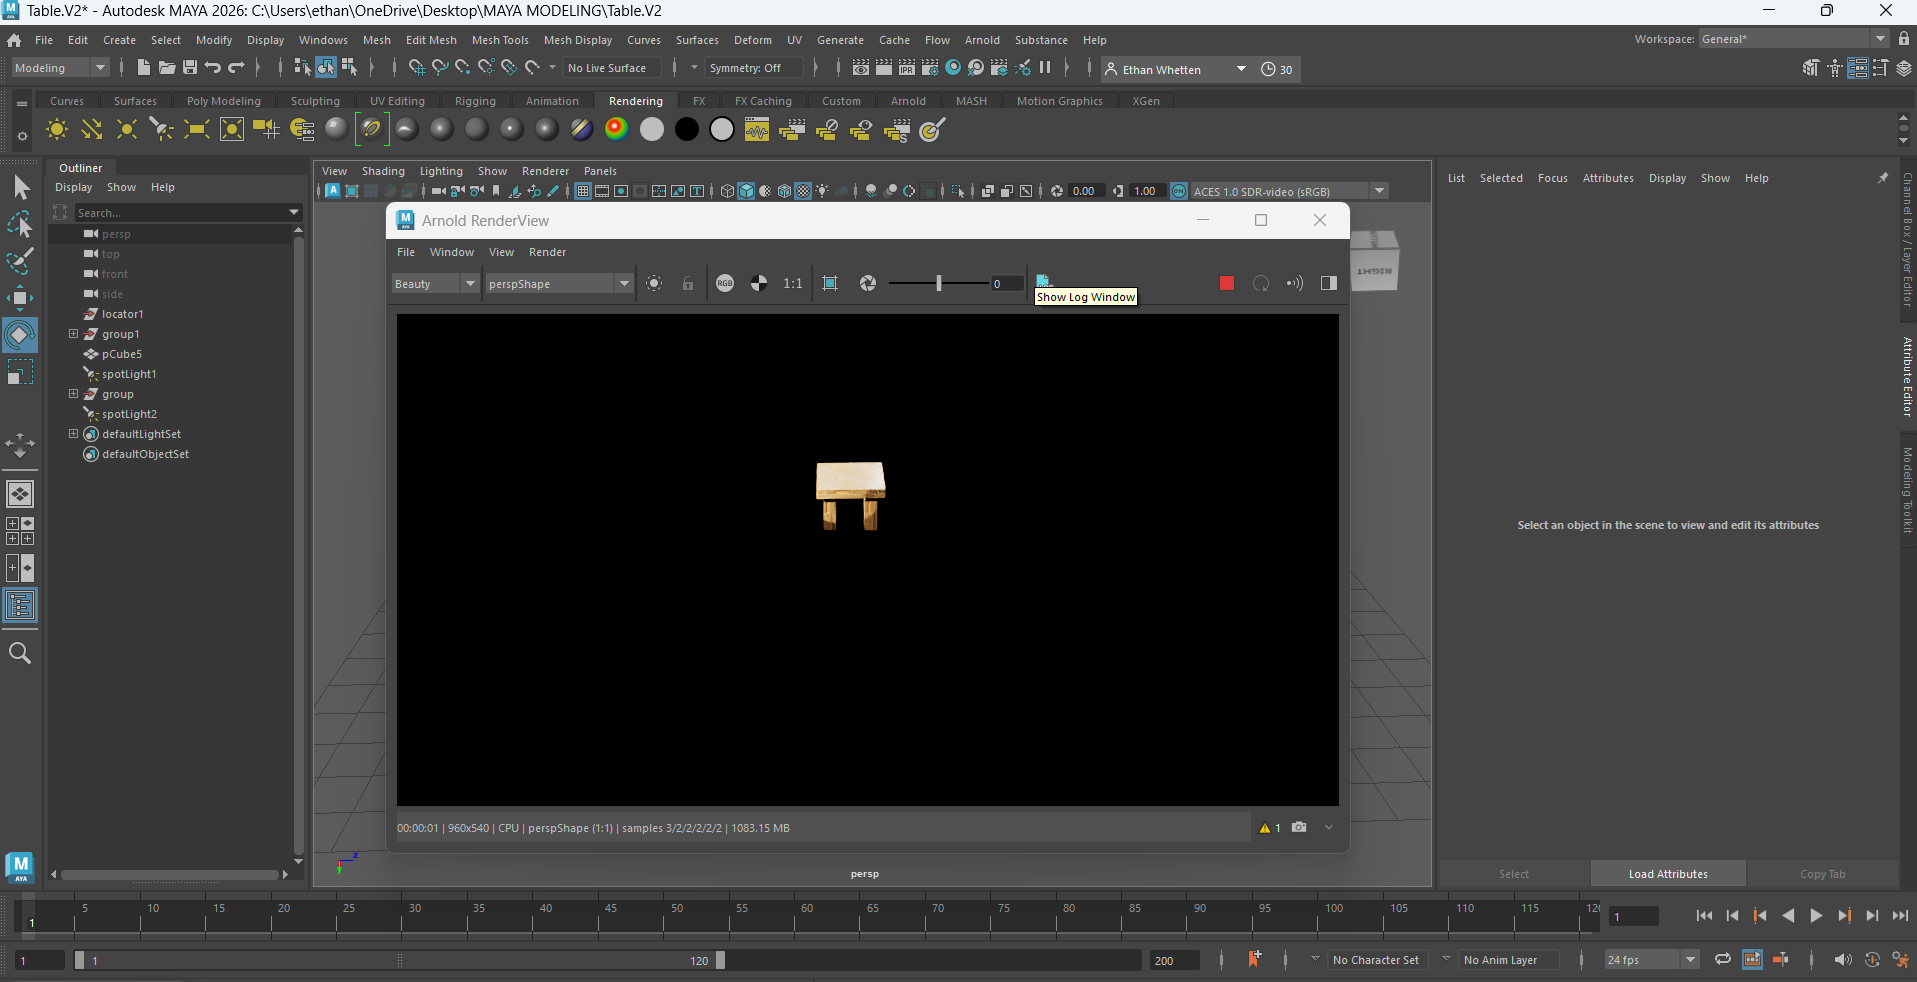 Table.V2* - Autodesk MAYA 2026: C:\Users\ethan\OneDrive\Desktop\MAYA MODELING\Table.V2
File Edit Create Select Modify Display Windows Mesh Edit Mesh Mesh Tools Mesh Display Curves Surfaces Deform UV Generate Cache Flow Arnold Substance Help
Workspace: General*
Modeling
No Live Surface
Symmetry: Off
IPR
Ethan Whetten
30
Curves Surfaces Poly Modeling Sculpting UV Editing Rigging Animation Rendering FX FX Caching Custom Arnold MASH Motion Graphics XGen
Outliner
Display Show Help
Search...
persp
top
front
side
locator1
group1
pCube5
spotLight1
group
spotLight2
defaultLightSet
defaultObjectSet
View Shading Lighting Show Renderer Panels
0.00
1.00
ON
ACES 1.0 SDR-video (sRGB)
Arnold RenderView
File Window View Render
Beauty
perspShape
RGB
1:1
0
Show Log Window
00:00:01 | 960x540 | CPU | perspShape (1:1) | samples 3/2/2/2/2/2 | 1083.15 MB
1
RIGHT
z
y
persp
List Selected Focus Attributes Display Show Help
Select an object in the scene to view and edit its attributes
Select
Load Attributes
Copy Tab
Channel Box / Layer Editor
Attribute Editor
Modeling Toolkit
M
AYA
1 5 10 15 20 25 30 35 40 45 50 55 60 65 70 75 80 85 90 95 100 105 110 115 120
1
1
1
120
200
No Character Set
No Anim Layer
24 fps